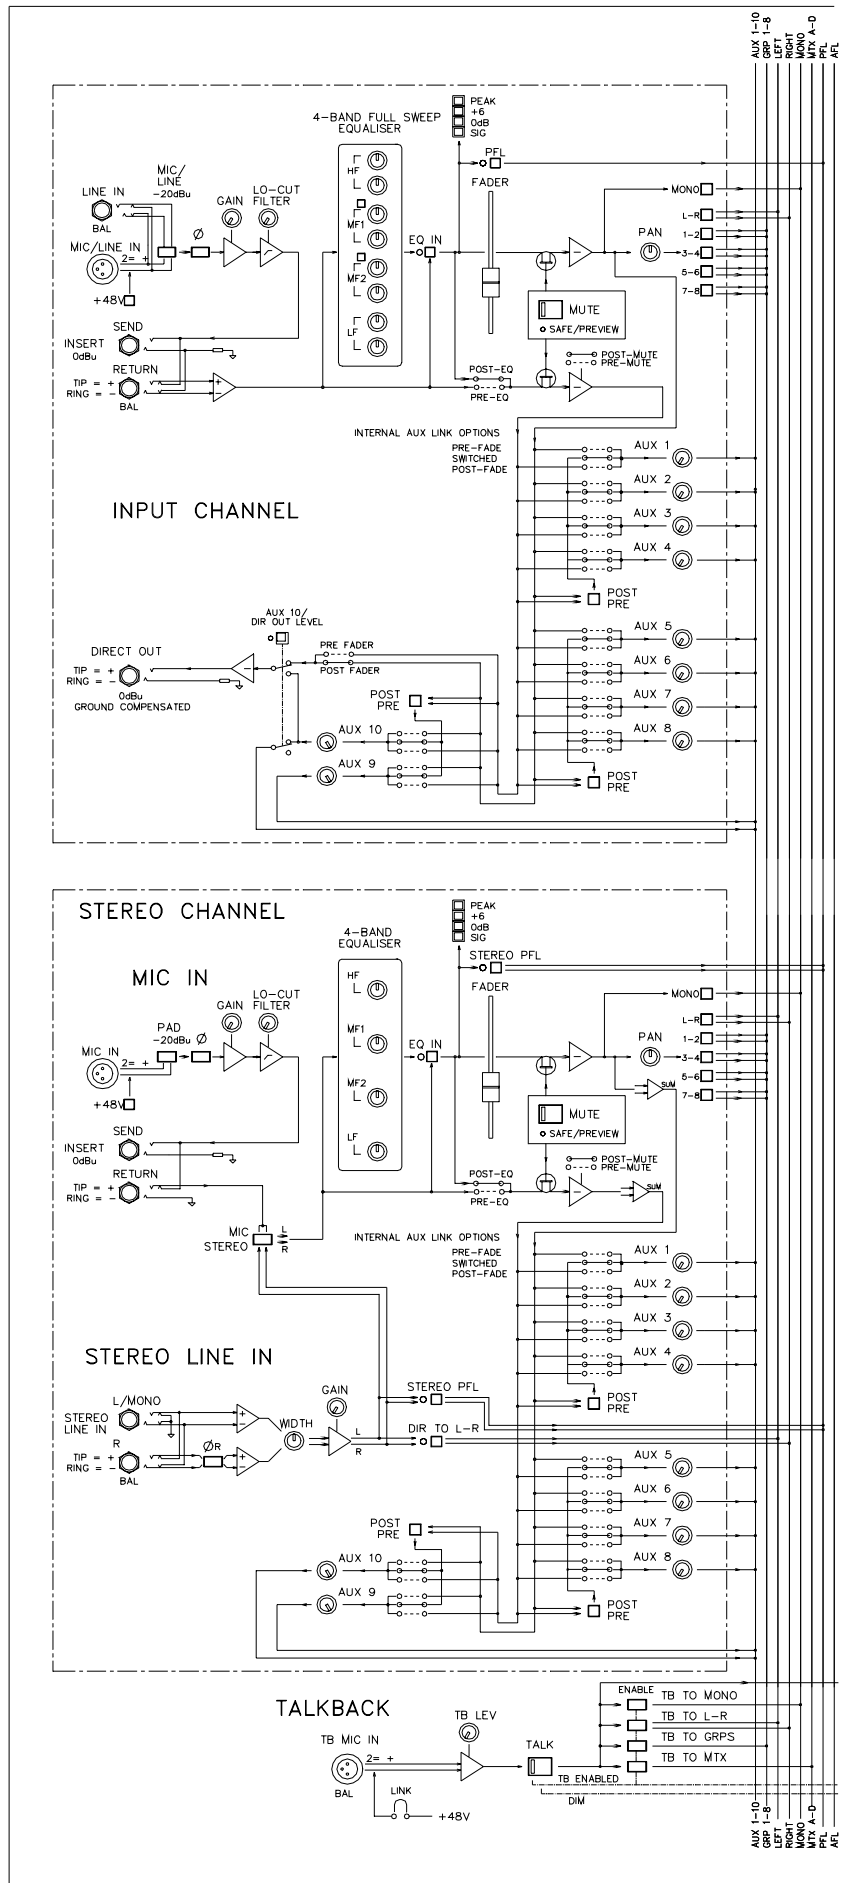 AUX 1-10
GRP 1-8
LEFT
RIGHT
MONO
MTX A-D
PFL
AFL
PEAK
+6
0dB
SIG
4-BAND FULL SWEEP
EQUALISER
PFL
FADER
MIC/
LINE
-20dBu
Ø
GAIN
LO-CUT
FILTER
LINE IN
BAL
MIC/LINE IN
2= +
+48V
HF
MF1
MF2
LF
EQ IN
MONO
L-R
1-2
3-4
5-6
7-8
PAN
MUTE
SAFE/PREVIEW
SEND
INSERT
0dBu
RETURN
TIP = +
RING = -
BAL
+
-
POST-EQ
PRE-EQ
POST-MUTE
PRE-MUTE
INTERNAL AUX LINK OPTIONS
PRE-FADE
SWITCHED
POST-FADE
AUX 1
AUX 2
AUX 3
AUX 4
POST
PRE
INPUT CHANNEL
AUX 10/
DIR OUT LEVEL
DIRECT OUT
TIP = +
RING = -
0dBu
GROUND COMPENSATED
PRE FADER
POST FADER
AUX 5
AUX 6
AUX 7
AUX 8
POST
PRE
POST
PRE
AUX 10
AUX 9
STEREO CHANNEL
MIC IN
PEAK
+6
0dB
SIG
4-BAND
EQUALISER
STEREO PFL
FADER
PAD
-20dBu
Ø
GAIN
LO-CUT
FILTER
MIC IN
2= +
+48V
HF
MF1
MF2
LF
EQ IN
MONO
L-R
1-2
3-4
5-6
7-8
PAN
SUM
MUTE
SAFE/PREVIEW
SEND
INSERT
0dBu
RETURN
TIP = +
RING = -
POST-EQ
PRE-EQ
POST-MUTE
PRE-MUTE
SUM
MIC
STEREO
L
R
INTERNAL AUX LINK OPTIONS
PRE-FADE
SWITCHED
POST-FADE
AUX 1
AUX 2
AUX 3
AUX 4
POST
PRE
STEREO LINE IN
L/MONO
STEREO
LINE IN
R
TIP = +
RING = -
BAL
ØR
+
-
+
-
WIDTH
GAIN
L
R
STEREO PFL
DIR TO L-R
AUX 5
AUX 6
AUX 7
AUX 8
POST
PRE
POST
PRE
AUX 10
AUX 9
TALKBACK
TB MIC IN
2= +
BAL
LINK
+48V
TB LEV
TALK
ENABLE
TB TO MONO
TB TO L-R
TB TO GRPS
TB TO MTX
TB ENABLED
DIM
AUX 1-10
GRP 1-8
LEFT
RIGHT
MONO
MTX A-D
PFL
AFL